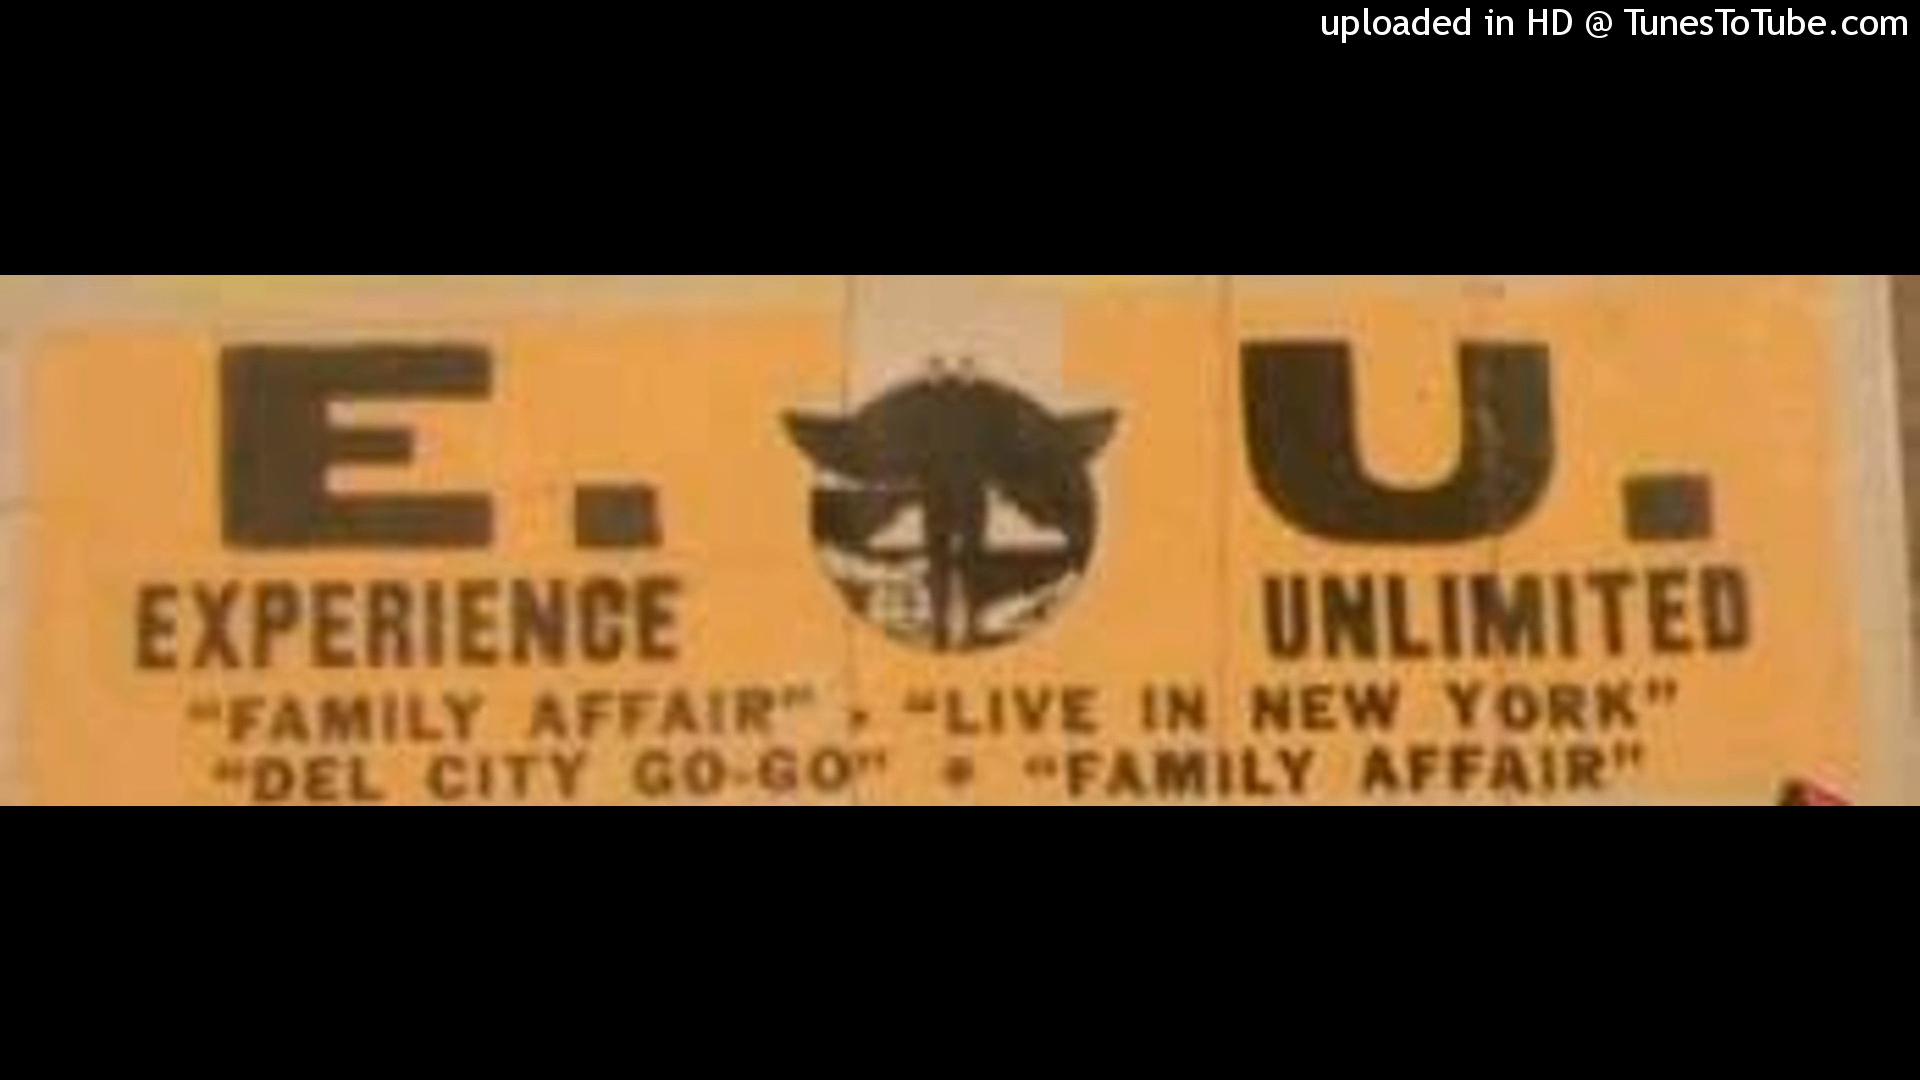 uploaded in HD @ TunesToTube.com
E. U.
EXPERIENCE UNLIMITED
"FAMILY AFFAIR" • "LIVE IN NEW YORK"
"DEL CITY GO-GO" • "FAMILY AFFAIR"